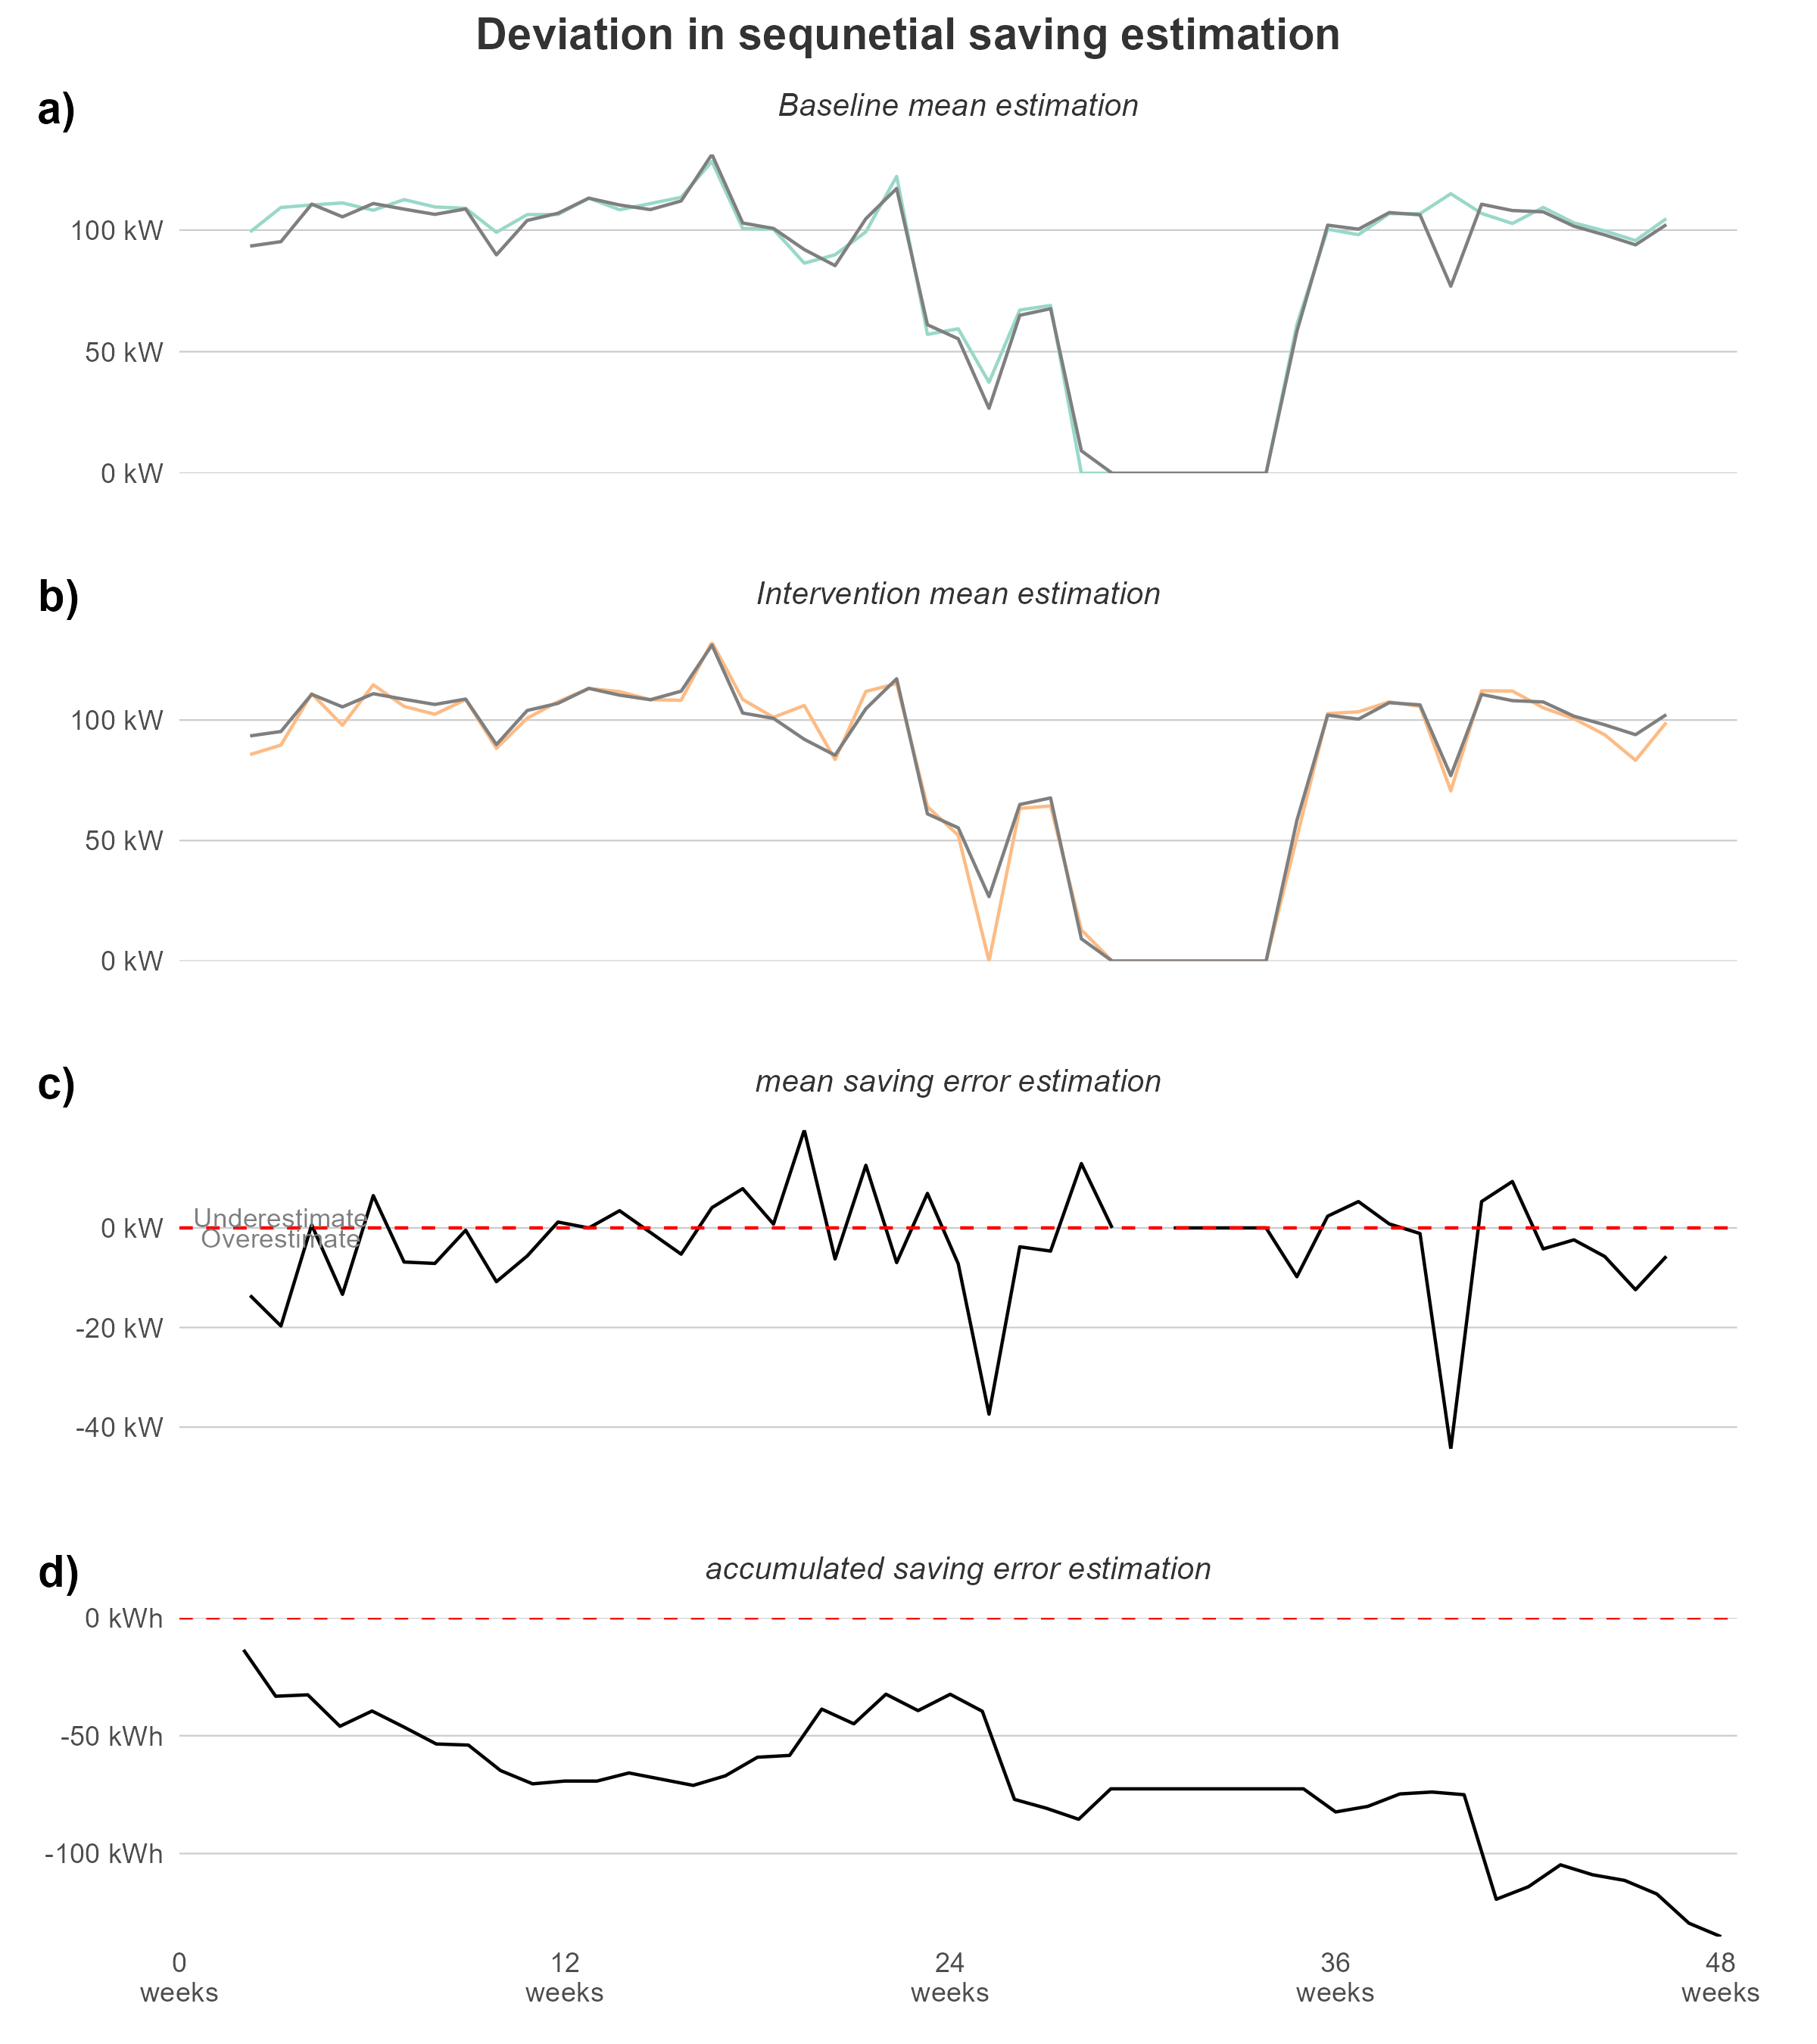 Deviation in sequnetial saving estimation
a)
Baseline mean estimation
100 kW
50 kW
0 kW
b)
Intervention mean estimation
100 kW
50 kW
0 kW
c)
mean saving error estimation
Underestimate
0 kW
Overestimate
-20 kW
-40 kW
d)
accumulated saving error estimation
0 kWh
-50 kWh
-100 kWh
0 12 24 36 48
weeks weeks weeks weeks weeks